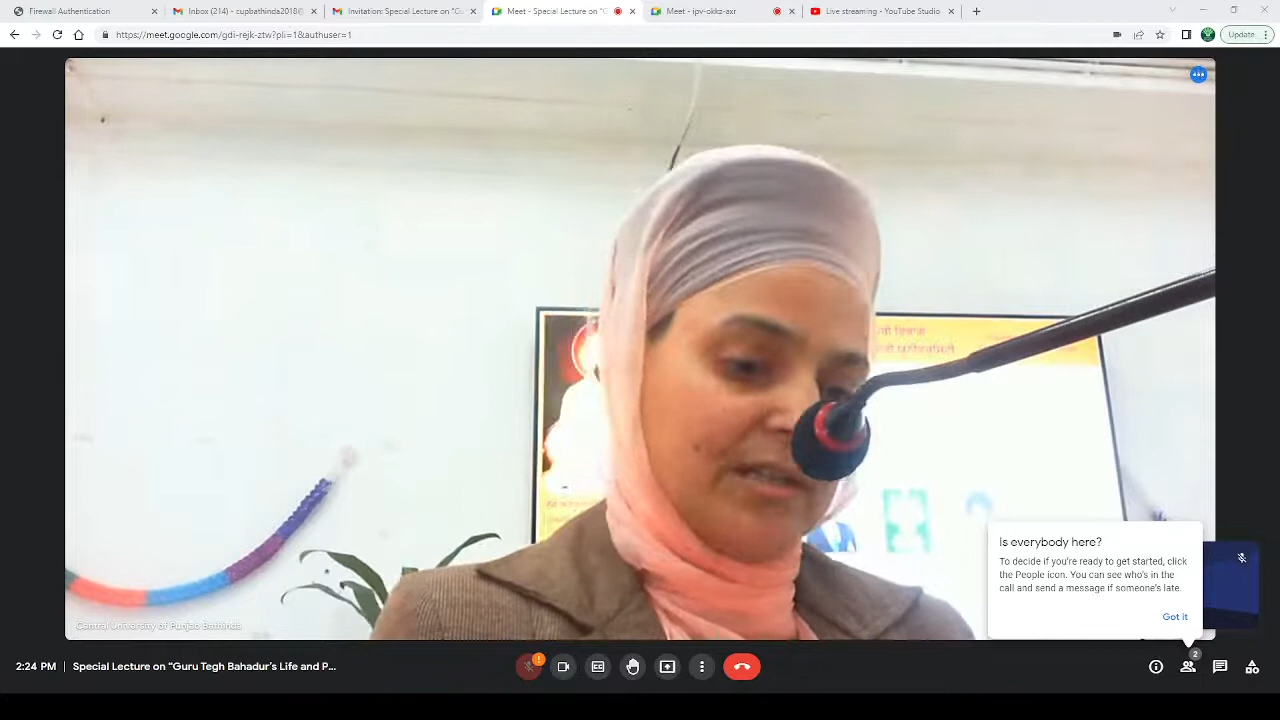 Firewall Authentication
Inbox (214) - cupbathinda2018@
Invitation: Special Lecture on "Gu
Meet - Special Lecture on "G
Meet - ipv-okkz-axr
Live streaming - YouTube Studio
https://meet.google.com/gdi-rejk-ztw?pli=1&authuser=1
Update
Is everybody here?
To decide if you're ready to get started, click
the People icon. You can see who's in the
call and send a message if someone's late.
Got it
Central University of Punjab Bathinda
2:24 PM | Special Lecture on "Guru Tegh Bahadur's Life and P...
2